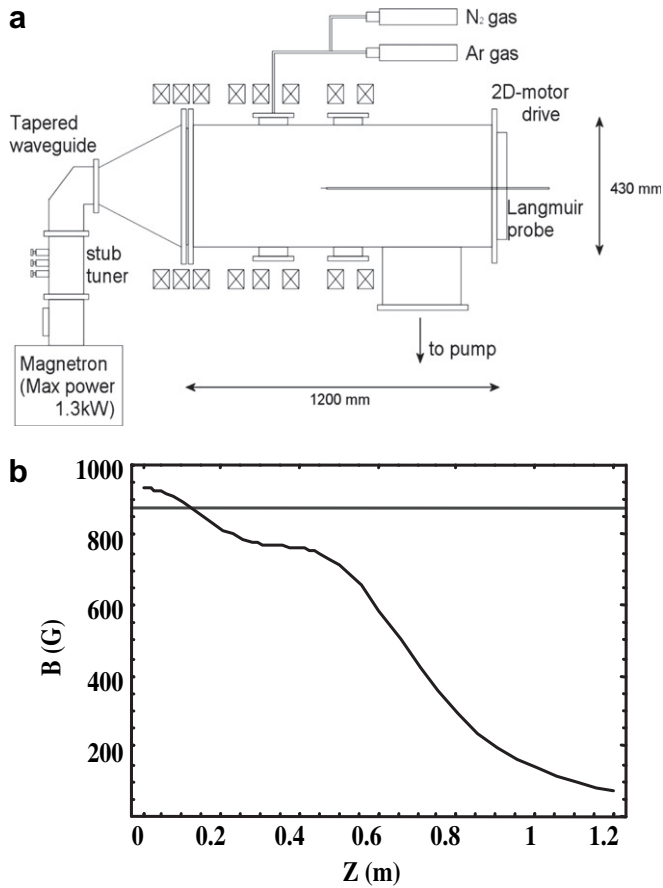 a
N₂ gas
Ar gas
2D-motor
drive
Tapered
waveguide
430 mm
Langmuir
probe
stub
tuner
to pump
Magnetron
(Max power
1.3kW)
1200 mm
b
1000
800
600
400
200
B (G)
0 0.2 0.4 0.6 0.8 1 1.2
Z (m)